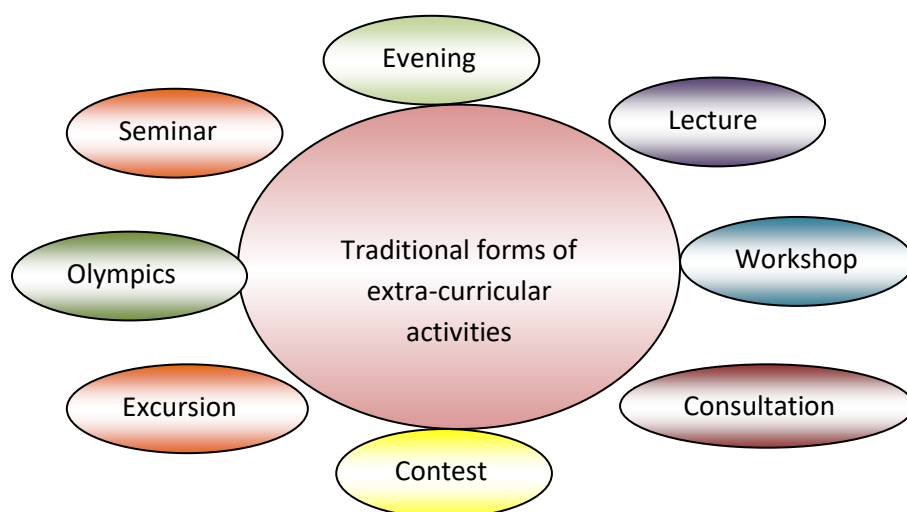 Evening
Seminar
Lecture
Olympics
Traditional forms of
extra-curricular
activities
Workshop
Excursion
Consultation
Contest